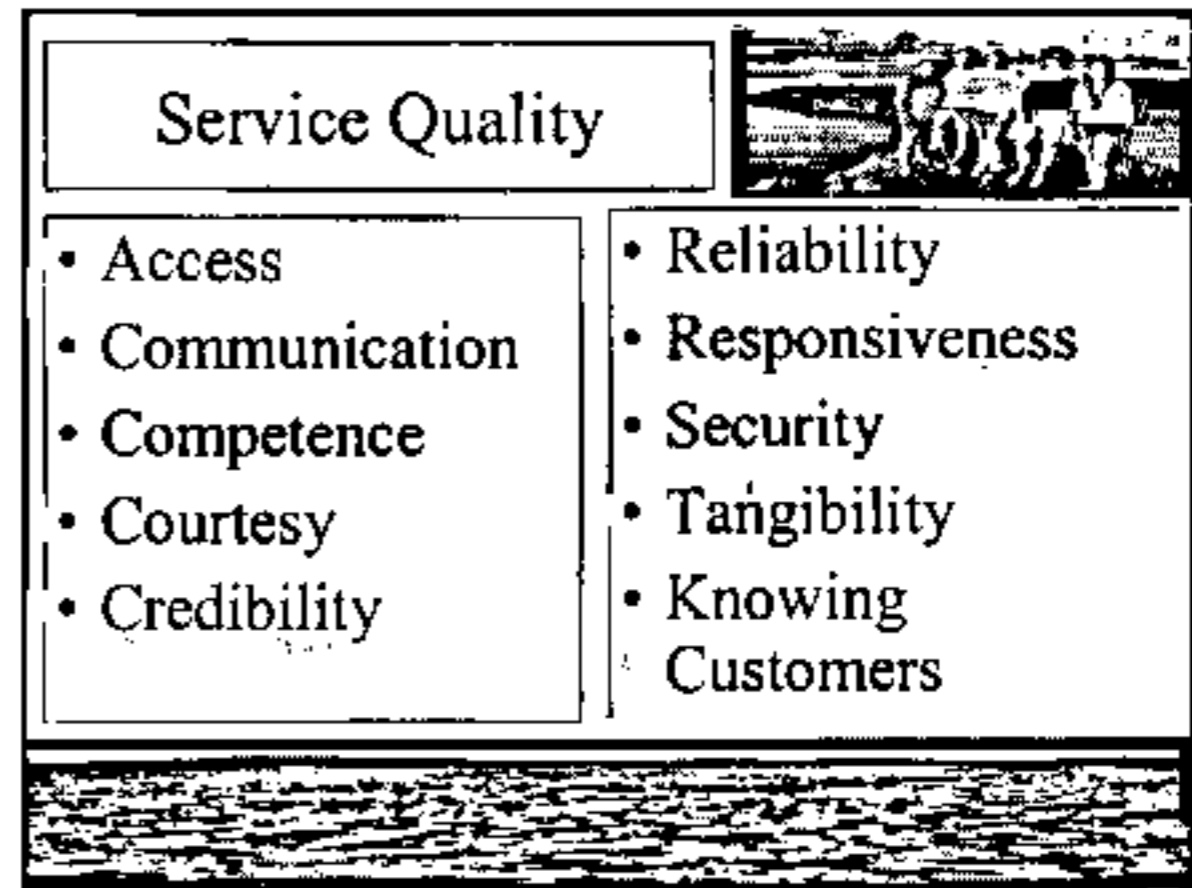 Service Quality
• Access
• Communication
• Competence
• Courtesy
• Credibility
• Reliability
• Responsiveness
• Security
• Tangibility
• Knowing
Customers